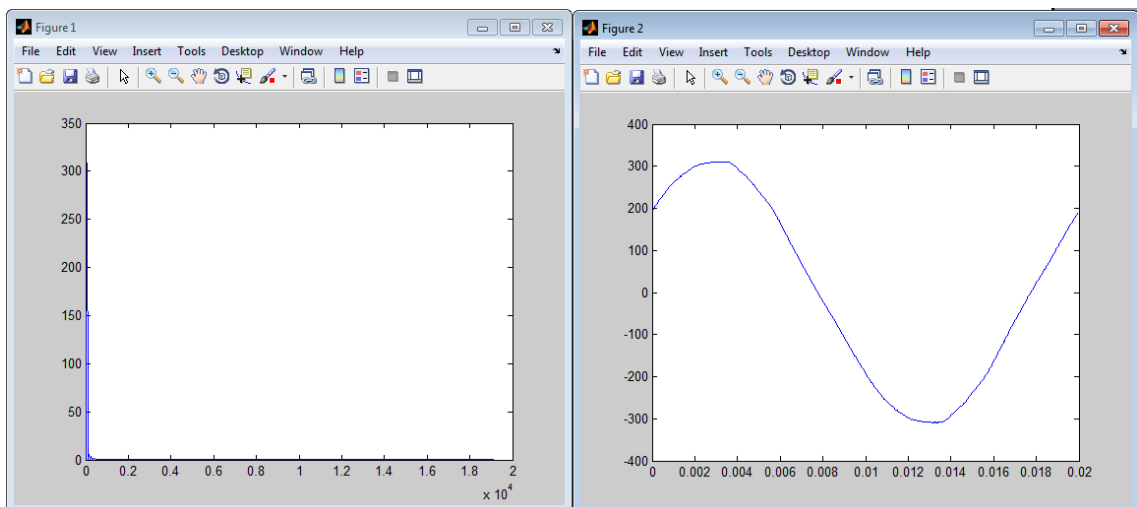 Figure 1
File Edit View Insert Tools Desktop Window Help
350
300
250
200
150
100
50
0
0 0.2 0.4 0.6 0.8 1 1.2 1.4 1.6 1.8 2
x 10^4
Figure 2
File Edit View Insert Tools Desktop Window Help
400
300
200
100
0
-100
-200
-300
-400
0 0.002 0.004 0.006 0.008 0.01 0.012 0.014 0.016 0.018 0.02